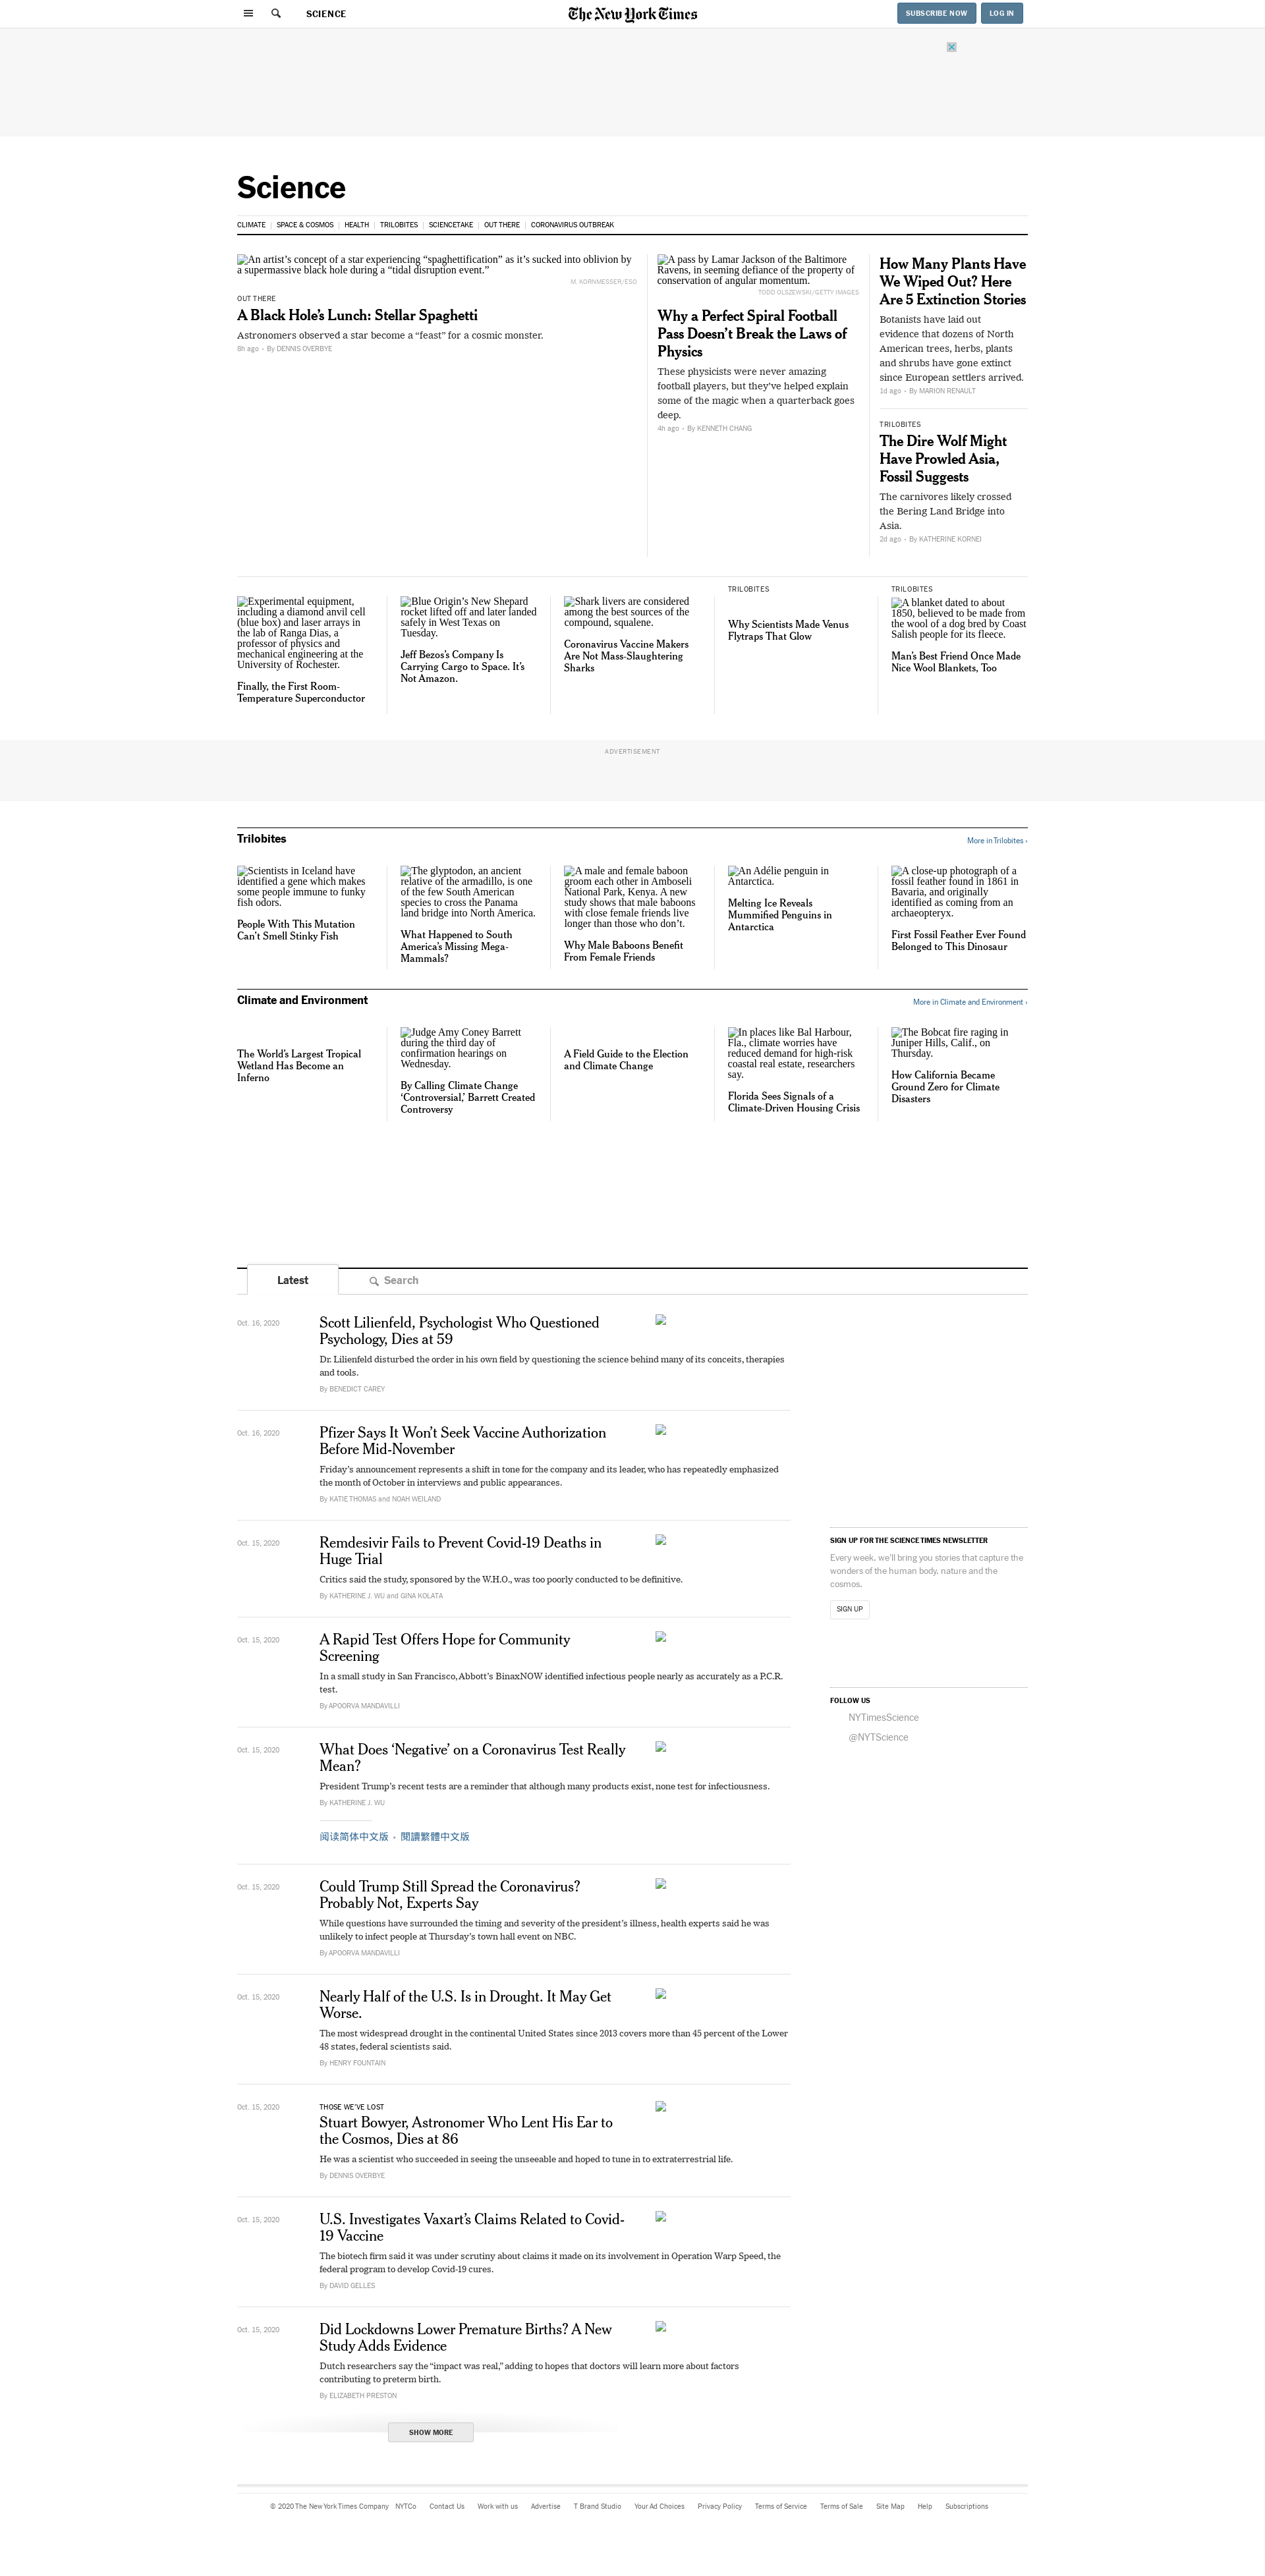 SCIENCE
The New York Times
SUBSCRIBE NOW
LOG IN
Science
CLIMATE
SPACE & COSMOS
HEALTH
TRILOBITES
SCIENCETAKE
OUT THERE
CORONAVIRUS OUTBREAK
An artist’s concept of a star experiencing “spaghettification” as it’s sucked into oblivion by
a supermassive black hole during a “tidal disruption event.”
M. KORNMESSER/ESO
OUT THERE
A Black Hole’s Lunch: Stellar Spaghetti
Astronomers observed a star become a “feast” for a cosmic monster.
8h ago • By DENNIS OVERBYE
A pass by Lamar Jackson of the Baltimore
Ravens, in seeming defiance of the property of
conservation of angular momentum.
TODD OLSZEWSKI/GETTY IMAGES
Why a Perfect Spiral Football
Pass Doesn’t Break the Laws of
Physics
These physicists were never amazing
football players, but they’ve helped explain
some of the magic when a quarterback goes
deep.
4h ago • By KENNETH CHANG
How Many Plants Have
We Wiped Out? Here
Are 5 Extinction Stories
Botanists have laid out
evidence that dozens of North
American trees, herbs, plants
and shrubs have gone extinct
since European settlers arrived.
1d ago • By MARION RENAULT
TRILOBITES
The Dire Wolf Might
Have Prowled Asia,
Fossil Suggests
The carnivores likely crossed
the Bering Land Bridge into
Asia.
2d ago • By KATHERINE KORNEI
Experimental equipment,
including a diamond anvil cell
(blue box) and laser arrays in
the lab of Ranga Dias, a
professor of physics and
mechanical engineering at the
University of Rochester.
Finally, the First Room-
Temperature Superconductor
Blue Origin’s New Shepard
rocket lifted off and later landed
safely in West Texas on
Tuesday.
Jeff Bezos’s Company Is
Carrying Cargo to Space. It’s
Not Amazon.
Shark livers are considered
among the best sources of the
compound, squalene.
Coronavirus Vaccine Makers
Are Not Mass-Slaughtering
Sharks
TRILOBITES
Why Scientists Made Venus
Flytraps That Glow
TRILOBITES
A blanket dated to about
1850, believed to be made from
the wool of a dog bred by Coast
Salish people for its fleece.
Man’s Best Friend Once Made
Nice Wool Blankets, Too
ADVERTISEMENT
Trilobites
More in Trilobites ›
Scientists in Iceland have
identified a gene which makes
some people immune to funky
fish odors.
People With This Mutation
Can’t Smell Stinky Fish
The glyptodon, an ancient
relative of the armadillo, is one
of the few South American
species to cross the Panama
land bridge into North America.
What Happened to South
America’s Missing Mega-
Mammals?
A male and female baboon
groom each other in Amboseli
National Park, Kenya. A new
study shows that male baboons
with close female friends live
longer than those who don’t.
Why Male Baboons Benefit
From Female Friends
An Adélie penguin in
Antarctica.
Melting Ice Reveals
Mummified Penguins in
Antarctica
A close-up photograph of a
fossil feather found in 1861 in
Bavaria, and originally
identified as coming from an
archaeopteryx.
First Fossil Feather Ever Found
Belonged to This Dinosaur
Climate and Environment
More in Climate and Environment ›
The World’s Largest Tropical
Wetland Has Become an
Inferno
Judge Amy Coney Barrett
during the third day of
confirmation hearings on
Wednesday.
By Calling Climate Change
‘Controversial,’ Barrett Created
Controversy
A Field Guide to the Election
and Climate Change
In places like Bal Harbour,
Fla., climate worries have
reduced demand for high-risk
coastal real estate, researchers
say.
Florida Sees Signals of a
Climate-Driven Housing Crisis
The Bobcat fire raging in
Juniper Hills, Calif., on
Thursday.
How California Became
Ground Zero for Climate
Disasters
Latest
Search
Oct. 16, 2020
Scott Lilienfeld, Psychologist Who Questioned
Psychology, Dies at 59
Dr. Lilienfeld disturbed the order in his own field by questioning the science behind many of its conceits, therapies
and tools.
By BENEDICT CAREY
Oct. 16, 2020
Pfizer Says It Won’t Seek Vaccine Authorization
Before Mid-November
Friday’s announcement represents a shift in tone for the company and its leader, who has repeatedly emphasized
the month of October in interviews and public appearances.
By KATIE THOMAS and NOAH WEILAND
Oct. 15, 2020
Remdesivir Fails to Prevent Covid-19 Deaths in
Huge Trial
Critics said the study, sponsored by the W.H.O., was too poorly conducted to be definitive.
By KATHERINE J. WU and GINA KOLATA
Oct. 15, 2020
A Rapid Test Offers Hope for Community
Screening
In a small study in San Francisco, Abbott’s BinaxNOW identified infectious people nearly as accurately as a P.C.R.
test.
By APOORVA MANDAVILLI
Oct. 15, 2020
What Does ‘Negative’ on a Coronavirus Test Really
Mean?
President Trump’s recent tests are a reminder that although many products exist, none test for infectiousness.
By KATHERINE J. WU
阅读简体中文版 • 閱讀繁體中文版
Oct. 15, 2020
Could Trump Still Spread the Coronavirus?
Probably Not, Experts Say
While questions have surrounded the timing and severity of the president’s illness, health experts said he was
unlikely to infect people at Thursday’s town hall event on NBC.
By APOORVA MANDAVILLI
Oct. 15, 2020
Nearly Half of the U.S. Is in Drought. It May Get
Worse.
The most widespread drought in the continental United States since 2013 covers more than 45 percent of the Lower
48 states, federal scientists said.
By HENRY FOUNTAIN
Oct. 15, 2020
THOSE WE’VE LOST
Stuart Bowyer, Astronomer Who Lent His Ear to
the Cosmos, Dies at 86
He was a scientist who succeeded in seeing the unseeable and hoped to tune in to extraterrestrial life.
By DENNIS OVERBYE
Oct. 15, 2020
U.S. Investigates Vaxart’s Claims Related to Covid-
19 Vaccine
The biotech firm said it was under scrutiny about claims it made on its involvement in Operation Warp Speed, the
federal program to develop Covid-19 cures.
By DAVID GELLES
Oct. 15, 2020
Did Lockdowns Lower Premature Births? A New
Study Adds Evidence
Dutch researchers say the “impact was real,” adding to hopes that doctors will learn more about factors
contributing to preterm birth.
By ELIZABETH PRESTON
SHOW MORE
SIGN UP FOR THE SCIENCE TIMES NEWSLETTER
Every week, we'll bring you stories that capture the
wonders of the human body, nature and the
cosmos.
SIGN UP
FOLLOW US
NYTimesScience
@NYTScience
© 2020 The New York Times Company
NYTCo
Contact Us
Work with us
Advertise
T Brand Studio
Your Ad Choices
Privacy Policy
Terms of Service
Terms of Sale
Site Map
Help
Subscriptions